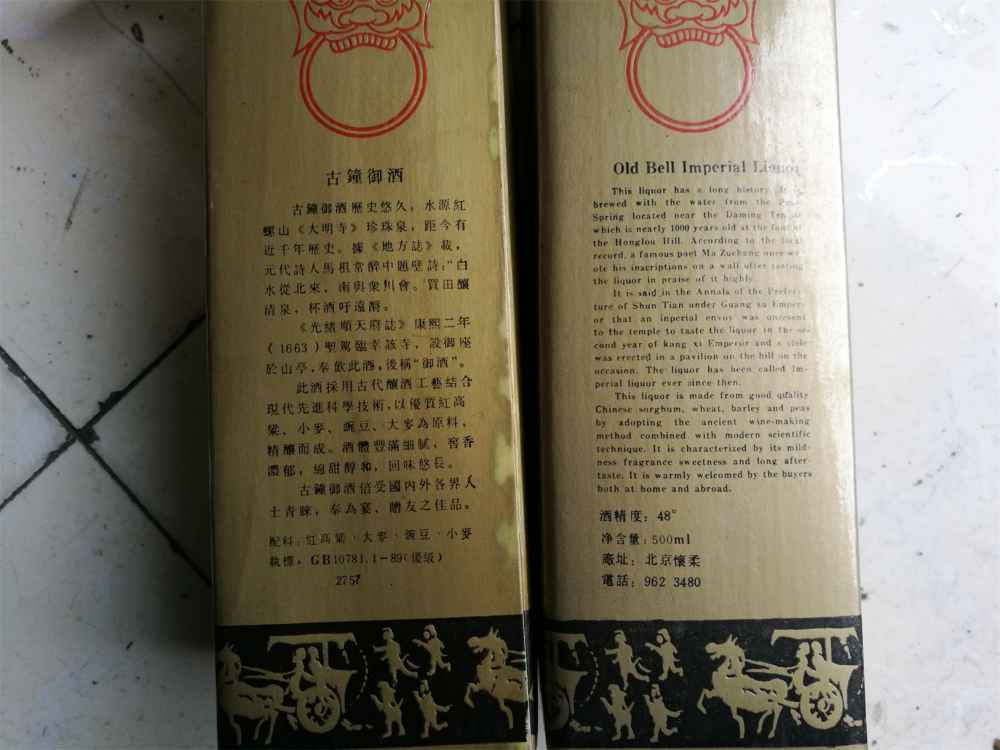 古鐘御酒
古鐘御酒歷史悠久，水源紅
螺山《大明寺》珍珠泉，距今有
近千年歷史。據《地方誌》載，
元代詩人馬祖常醉中題壁詩："白
水從北來，南與衆川會。質田釀
清泉，杯酒吁遠酹。
《光緒順天府誌》康熙二年
(1663)聖駕臨幸該寺，設御座
於山亭，奉飲此酒，後稱"御酒"。
此酒採用古代釀酒工藝結合
現代先進科學技術，以優質紅高
粱、小麥、豌豆、大麥為原料，
精釀而成。酒體豐滿細膩，窖香
濃郁，綿甜醇和，回味悠長。
古鐘御酒倍受國內外各界人
士青睞，奉為宴、贈友之佳品。
配料：紅高粱、大麥、豌豆、小麥
執標：GB10781.1-89(優級)
2757
Old Bell Imperial Liquor
This liquor has a long history. It is
brewed with the water from the
Spring located near the Daming Temple
which is nearly 1000 years old at the foot of
the Honglou Hill. According to the local
record, a famous poet Ma Zuchang once wr-
ote his inscriptions on a wall after tasting
the liquor in praise of it highly.
It is said in the Annals of the Prefec-
ture of Shun Tian under Guang xu Emper-
or that an inperial envoy was
to the temple to taste the liquor in the se-
cond year of kang xi Emperor and a stele
was erected in a pavilion on the hill on the
occasion. The liquor has been called im-
perial liquor ever since then.
This liquor is made from good quality
Chinese sorghum, wheat, barley and peas
by adopting the ancient wine-making
method combined with modern scientific
technique. It is characterized by its mild-
ness fragrance sweetness and long after-
taste. It is warmly welcomed by the buyers
both at home and abroad.
酒精度：48°
净含量：500ml
廠址：北京懷柔
電話：962 3480